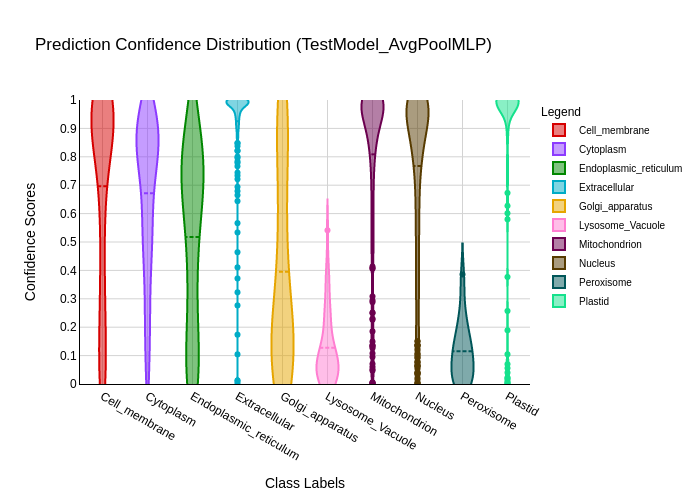 Prediction Confidence Distribution (TestModel_AvgPoolMLP)
Legend
Cell_membrane
Cytoplasm
Endoplasmic_reticulum
Extracellular
Golgi_apparatus
Lysosome_Vacuole
Mitochondrion
Nucleus
Peroxisome
Plastid
Confidence Scores
1
0.9
0.8
0.7
0.6
0.5
0.4
0.3
0.2
0.1
0
Cell_membrane
Cytoplasm
Endoplasmic_reticulum
Extracellular
Golgi_apparatus
Lysosome_Vacuole
Mitochondrion
Nucleus
Peroxisome
Plastid
Class Labels